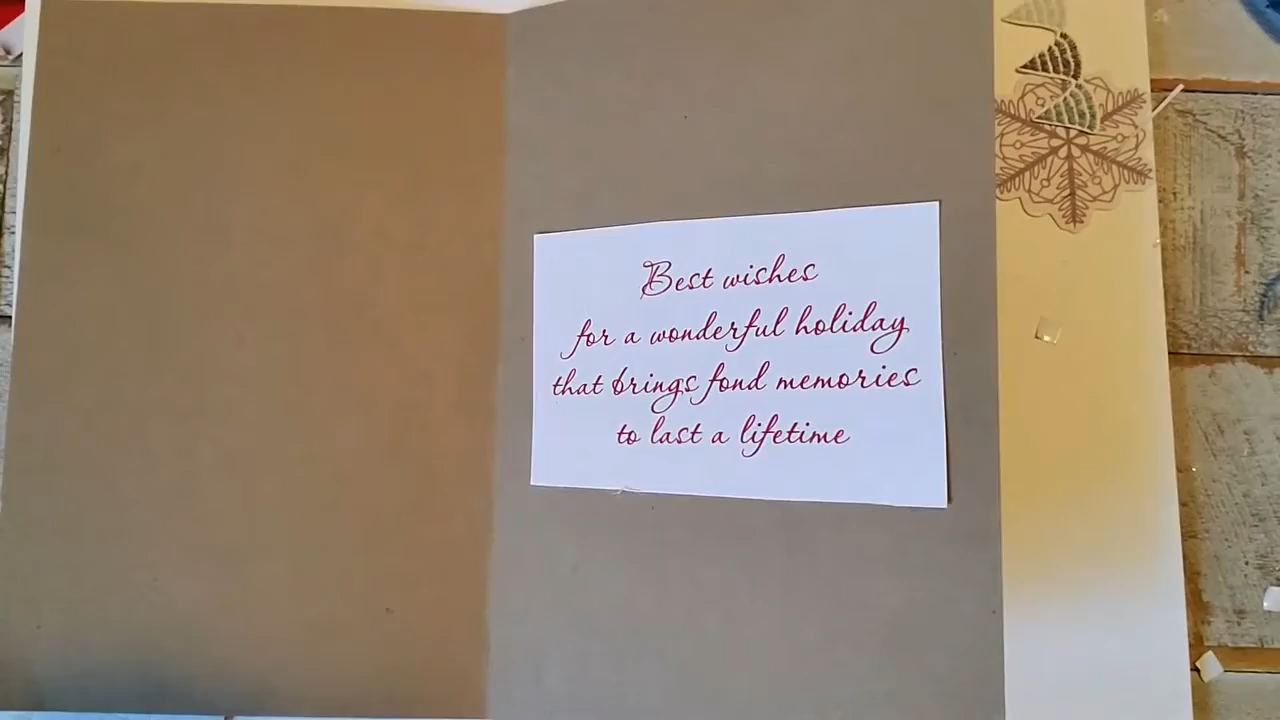 Best wishes
for a wonderful holiday
that brings fond memories
to last a lifetime